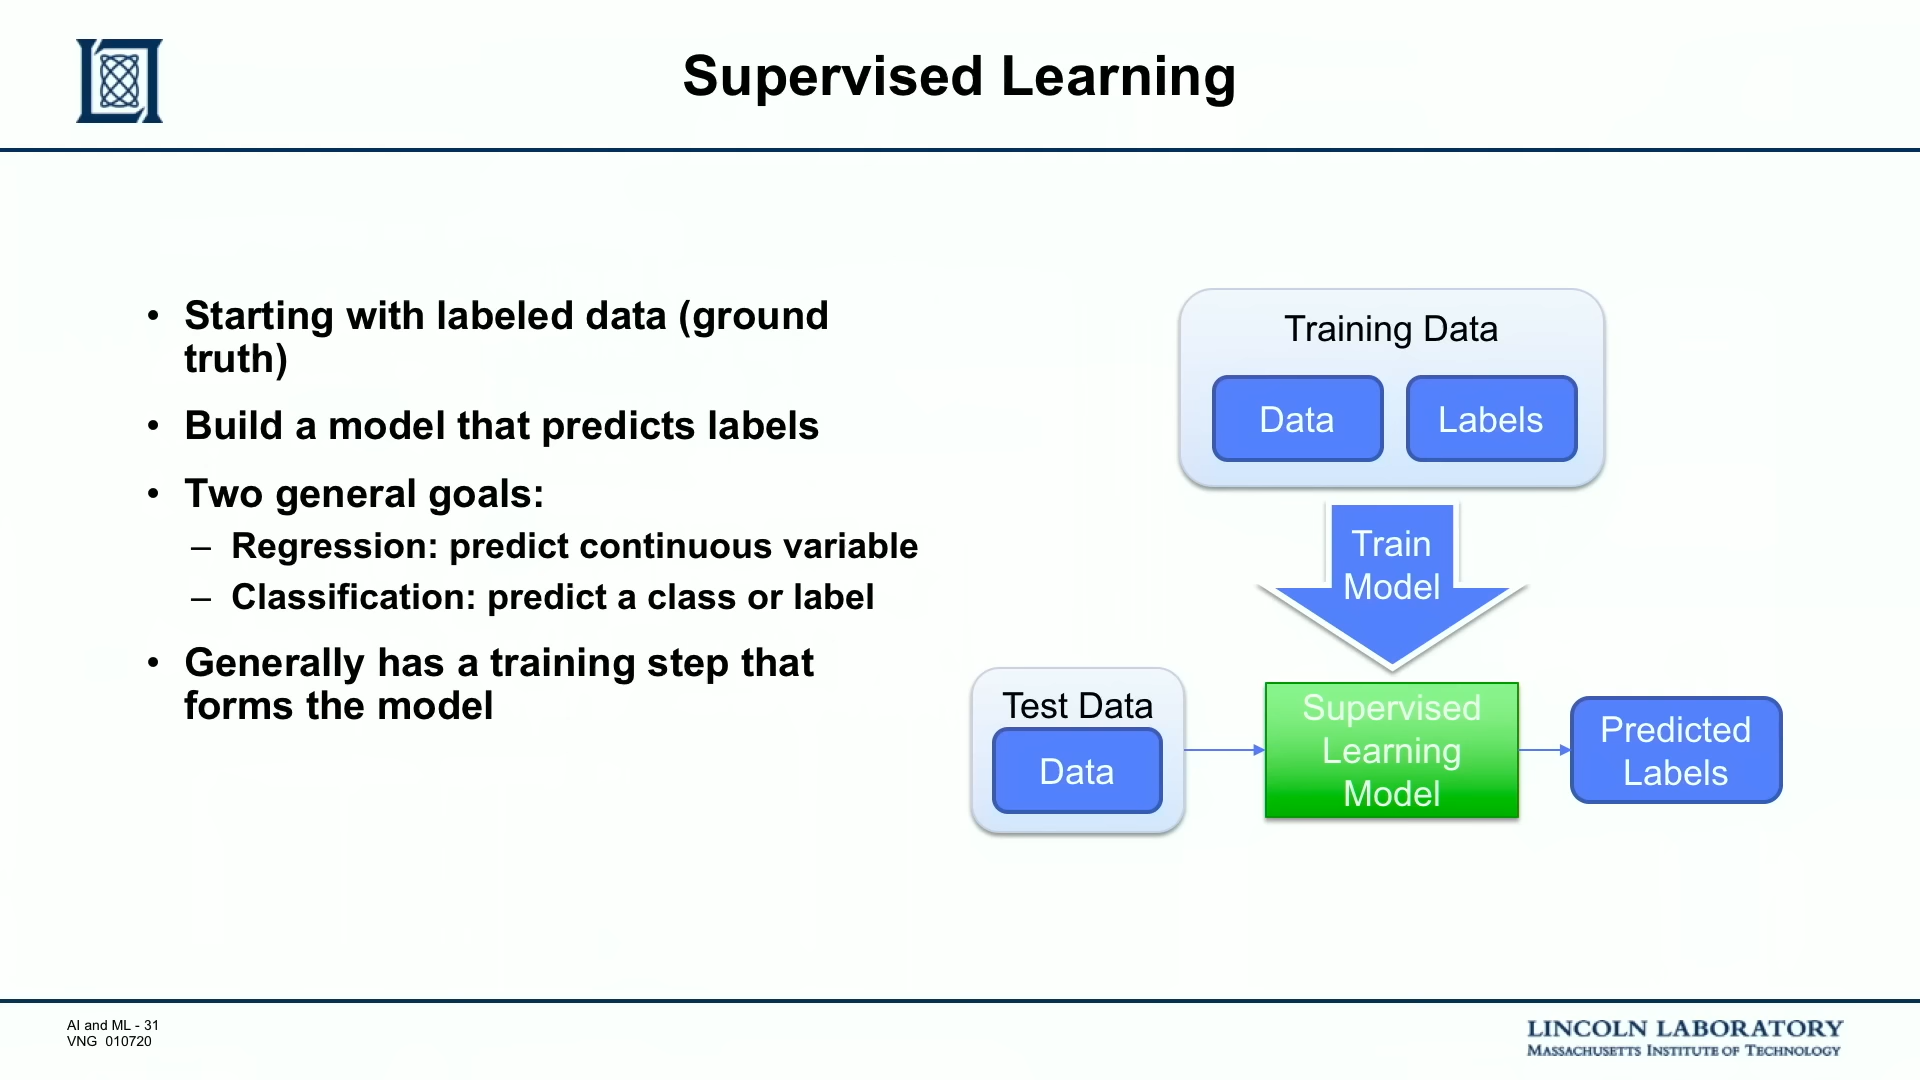 Supervised Learning
• Starting with labeled data (ground
truth)
• Build a model that predicts labels
• Two general goals:
– Regression: predict continuous variable
– Classification: predict a class or label
• Generally has a training step that
forms the model
Training Data
Data
Labels
Train
Model
Test Data
Data
Supervised
Learning
Model
Predicted
Labels
AI and ML - 31
VNG 010720
LINCOLN LABORATORY
MASSACHUSETTS INSTITUTE OF TECHNOLOGY